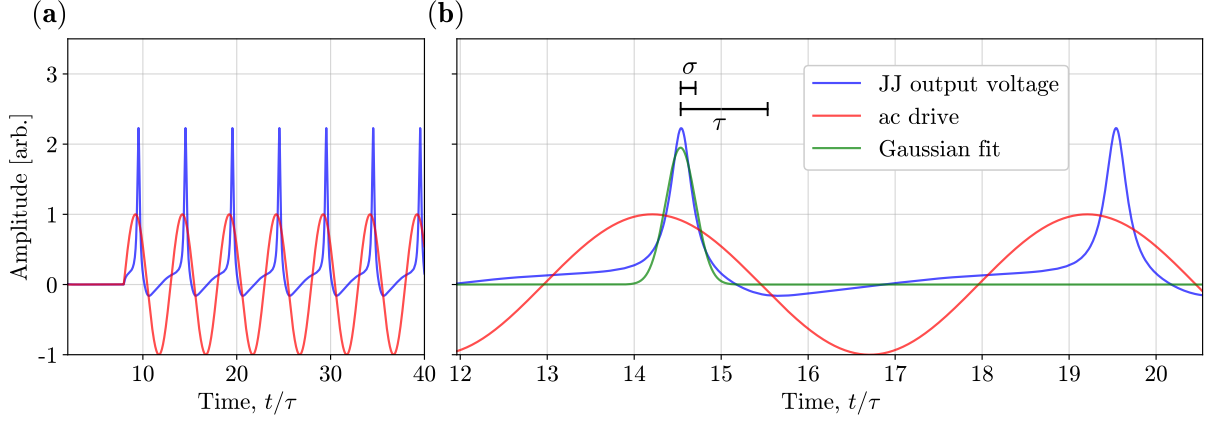 (a)
(b)
Amplitude [arb.]
3
2
1
0
-1
10
20
30
40
Time, t/τ
σ
τ
JJ output voltage
ac drive
Gaussian fit
12
13
14
15
16
17
18
19
20
Time, t/τ